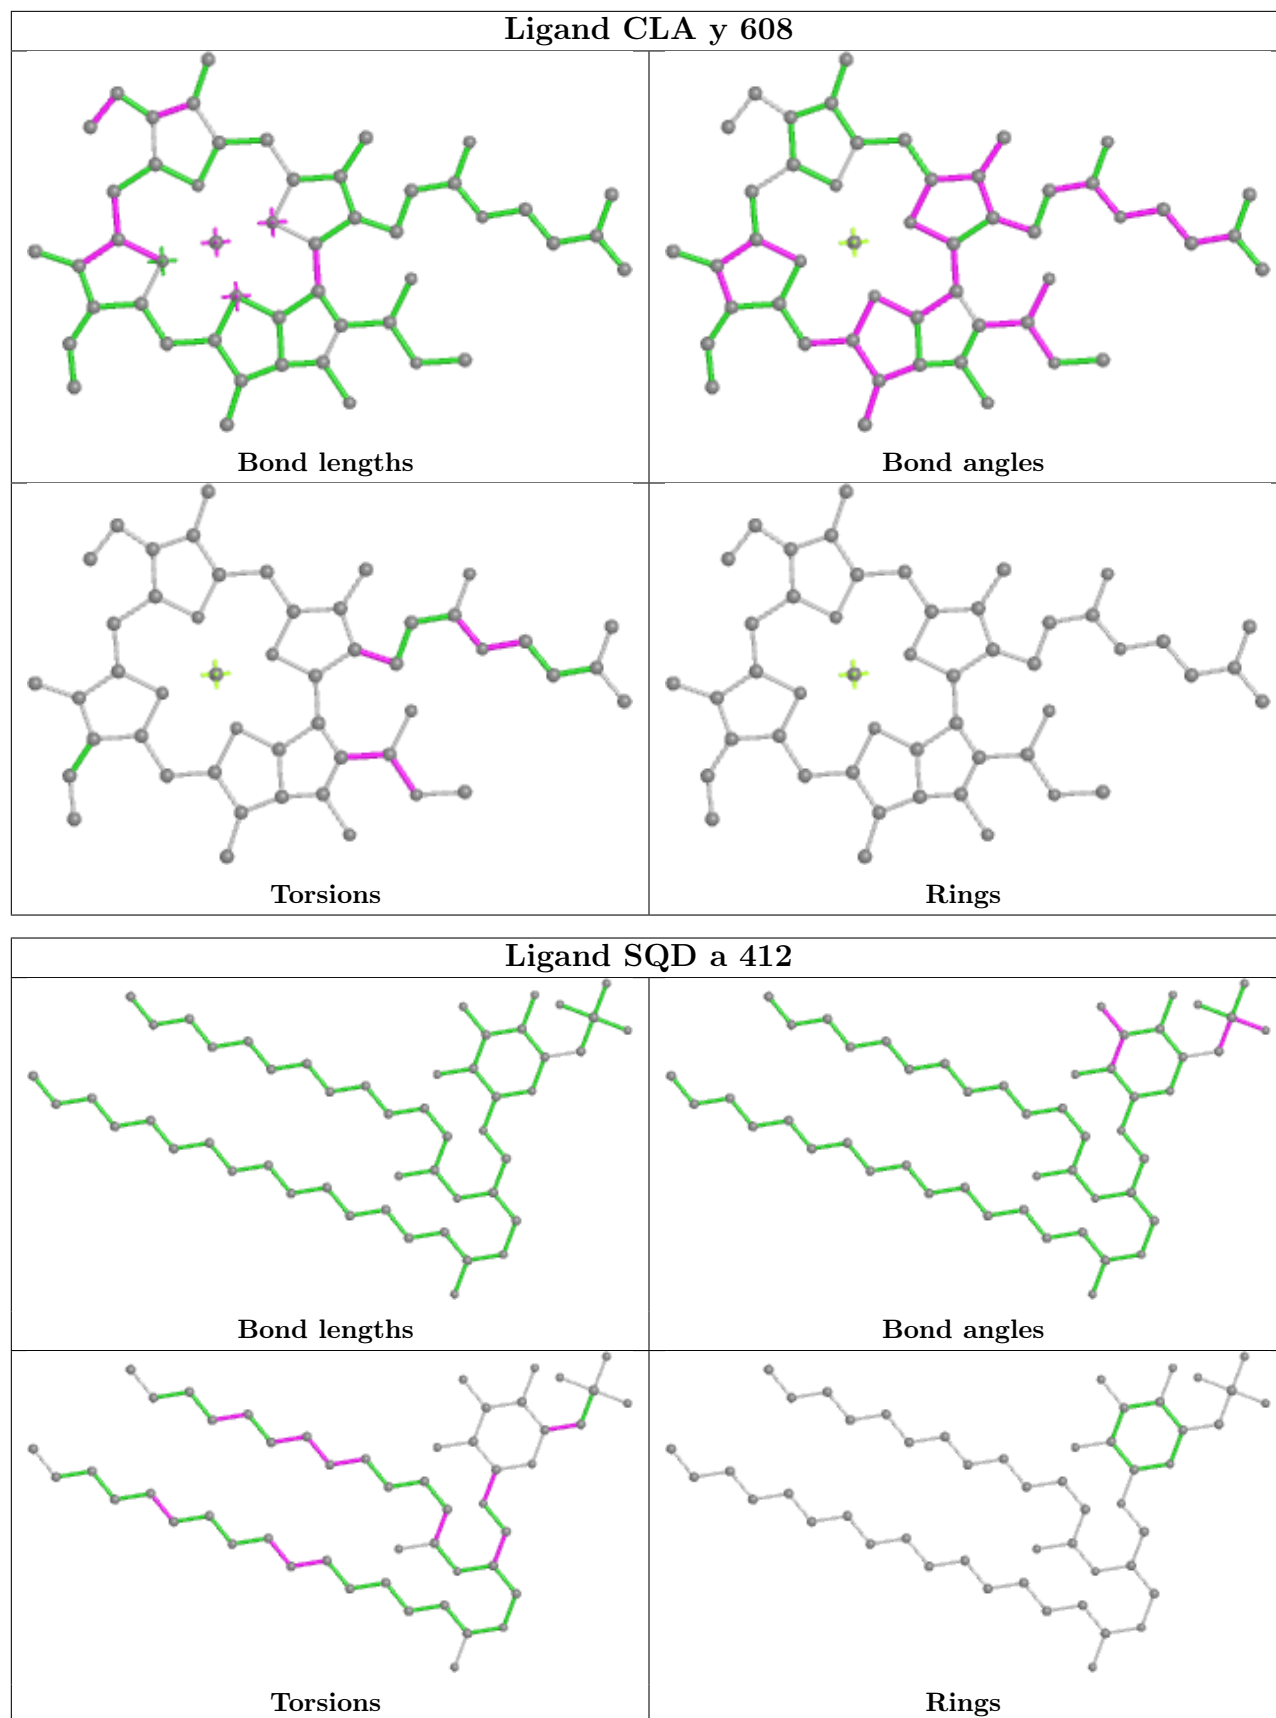 Ligand CLA y 608
Bond lengths
Bond angles
Torsions
Rings
Ligand SQD a 412
Bond lengths
Bond angles
Torsions
Rings